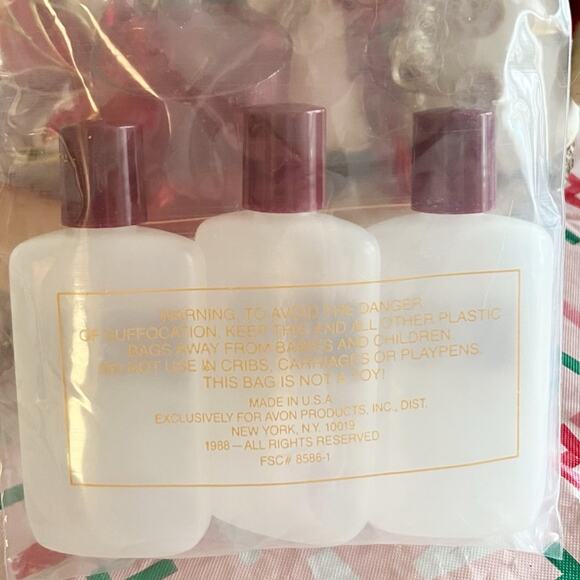 WARNING, TO AVOID THE DANGER
OF SUFFOCATION, KEEP THIS AND ALL OTHER PLASTIC
BAGS AWAY FROM BABIES AND CHILDREN.
DO NOT USE IN CRIBS, CARRIAGES OR PLAYPENS.
THIS BAG IS NOT A TOY!
MADE IN U.S.A
EXCLUSIVELY FOR AVON PRODUCTS, INC., DIST.
NEW YORK, N.Y. 10019
1988—ALL RIGHTS RESERVED
FSC# 8586-1